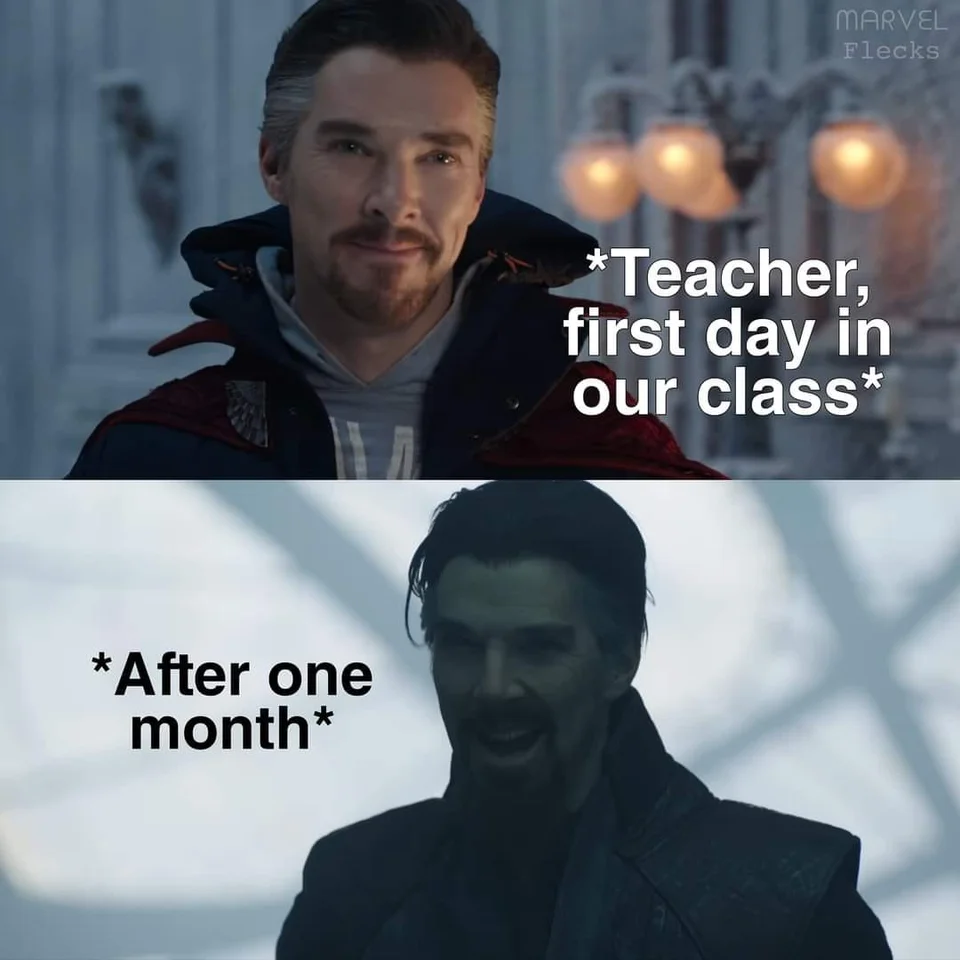 MARVEL
Flecks
*Teacher,
first day in
our class*
*After one
month*